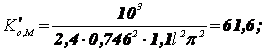 K''ₒ,ₘ = 10³ / (2,4·0,746²·1,1l²π²) = 61,6;